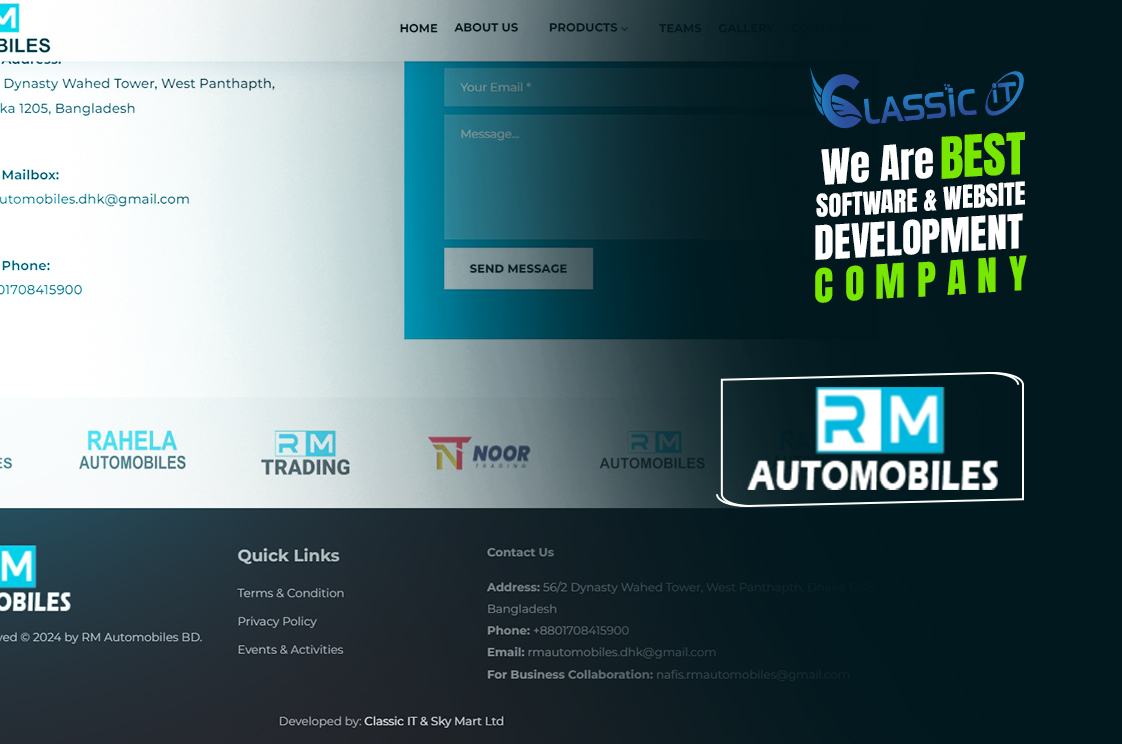 RM
BILES
HOME ABOUT US PRODUCTS TEAMS GALLERY
Address:
Dynasty Wahed Tower, West Panthapth,
ka 1205, Bangladesh
Mailbox:
utomobiles.dhk@gmail.com
Phone:
01708415900
Your Email *
Message...
SEND MESSAGE
CLASSIC IT
We Are BEST
SOFTWARE & WEBSITE
DEVELOPMENT
COMPANY
ES
RAHELA
AUTOMOBILES
RM
TRADING
NT NOOR
TRADING
RM
AUTOMOBILES
RM
AUTOMOBILES
M
OBILES
ved © 2024 by RM Automobiles BD.
Quick Links
Terms & Condition
Privacy Policy
Events & Activities
Contact Us
Address: 56/2 Dynasty Wahed Tower, West Panthapth, Dhaka
Bangladesh
Phone: +8801708415900
Email: rmautomobiles.dhk@gmail.com
For Business Collaboration: nafis.rmautomobiles@gmail.com
Developed by: Classic IT & Sky Mart Ltd